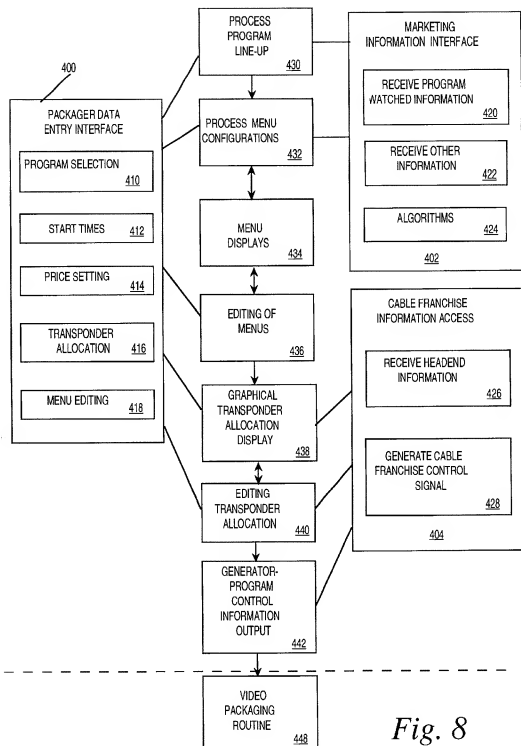 400
PACKAGER DATA
ENTRY INTERFACE
PROGRAM SELECTION
410
START TIMES
412
PRICE SETTING
414
TRANSPONDER
ALLOCATION
416
MENU EDITING
418
PROCESS
PROGRAM
LINE-UP
430
PROCESS MENU
CONFIGURATIONS
432
MENU
DISPLAYS
434
EDITING OF
MENUS
436
GRAPHICAL
TRANSPONDER
ALLOCATION
DISPLAY
438
EDITING
TRANSPONDER
ALLOCATION
440
GENERATOR-
PROGRAM
CONTROL
INFORMATION
OUTPUT
442
VIDEO
PACKAGING
ROUTINE
448
MARKETING
INFORMATION INTERFACE
RECEIVE PROGRAM
WATCHED INFORMATION
420
RECEIVE OTHER
INFORMATION
422
ALGORITHMS
424
402
CABLE FRANCHISE
INFORMATION ACCESS
RECEIVE HEADEND
INFORMATION
426
GENERATE CABLE
FRANCHISE CONTROL
SIGNAL
428
404
Fig. 8